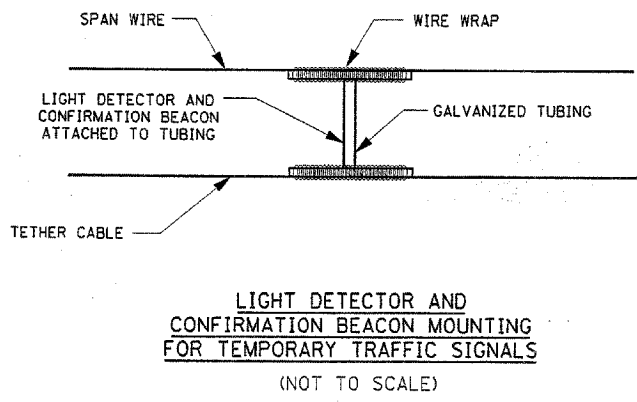 SPAN WIRE
WIRE WRAP
LIGHT DETECTOR AND
CONFIRMATION BEACON
ATTACHED TO TUBING
GALVANIZED TUBING
TETHER CABLE
LIGHT DETECTOR AND
CONFIRMATION BEACON MOUNTING
FOR TEMPORARY TRAFFIC SIGNALS
(NOT TO SCALE)